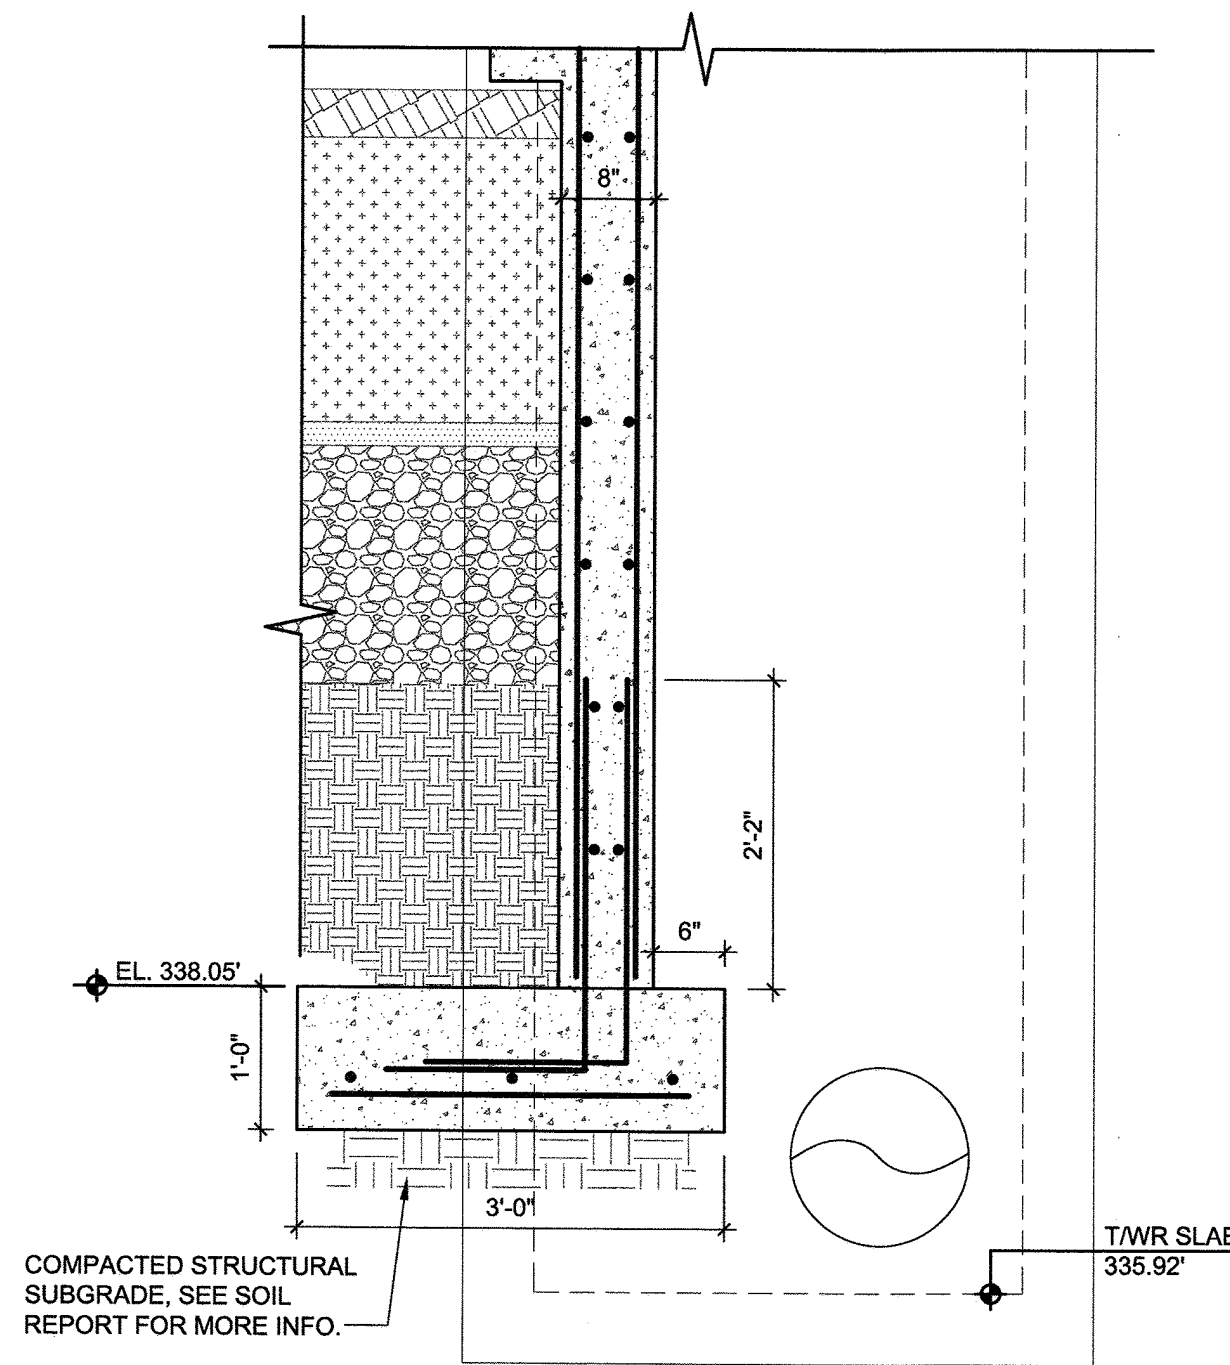 8"
2'-2"
6"
EL. 338.05'
1'-0"
3'-0"
T/WR SLAB
335.92'
COMPACTED STRUCTURAL
SUBGRADE, SEE SOIL
REPORT FOR MORE INFO.